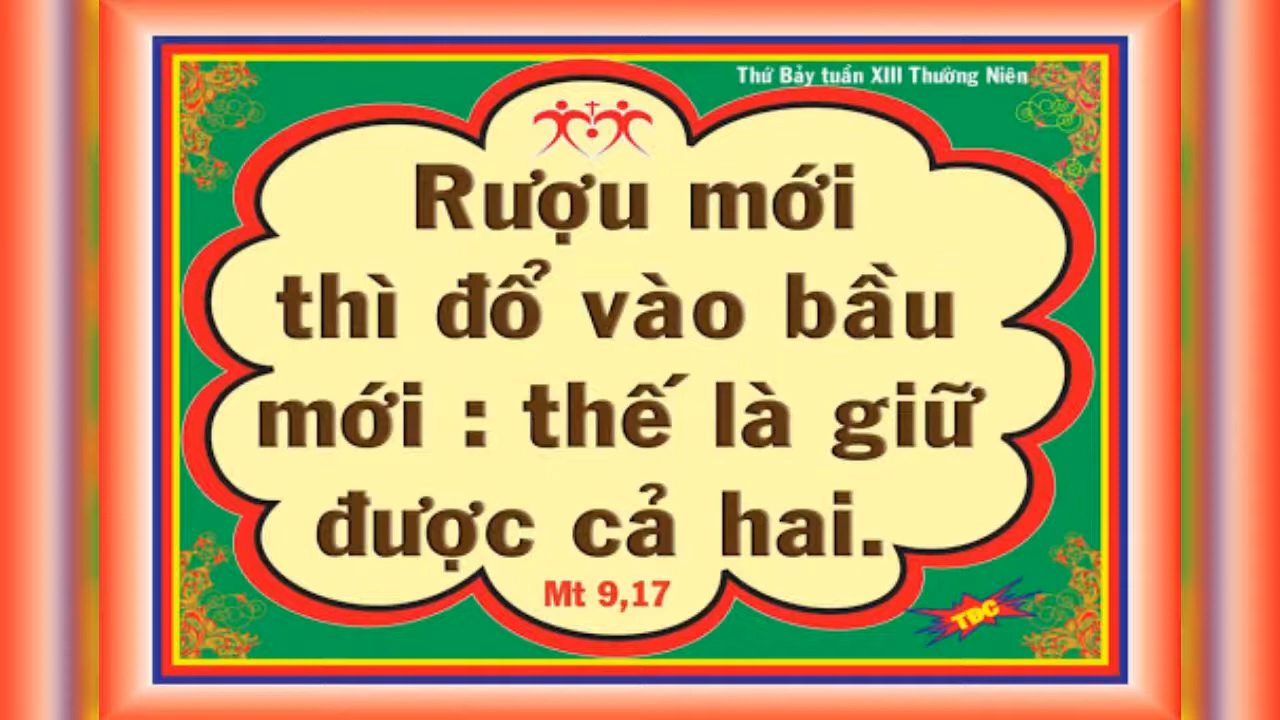 Thứ Bảy tuần XIII Thường Niên
Rượu mới
thì đổ vào bầu
mới : thế là giữ
được cả hai.
Mt 9,17
TĐC